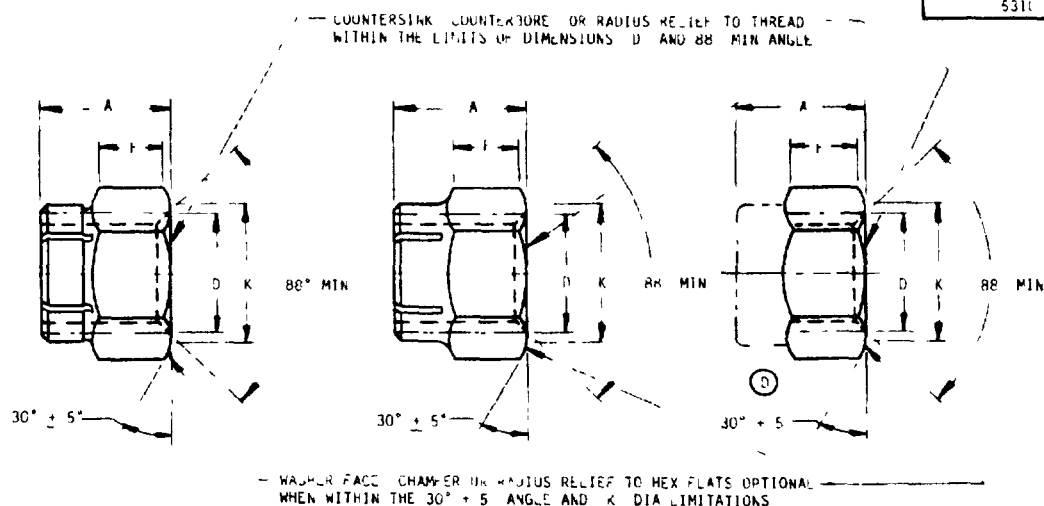 531
COUNTERSINK COUNTERBORE OR RADIUS RELIEF TO THREAD
WITHIN THE LIMITS OF DIMENSIONS D AND 88 MIN ANGLE
A A A
F F F
D K 88° MIN D K 88 MIN D K 88 MIN
D
30° ± 5° 30° ± 5° 30° + 5
WASHER FACE CHAMFER OR RADIUS RELIEF TO HEX FLATS OPTIONAL
WHEN WITHIN THE 30° + 5 ANGLE AND K DIA LIMITATIONS